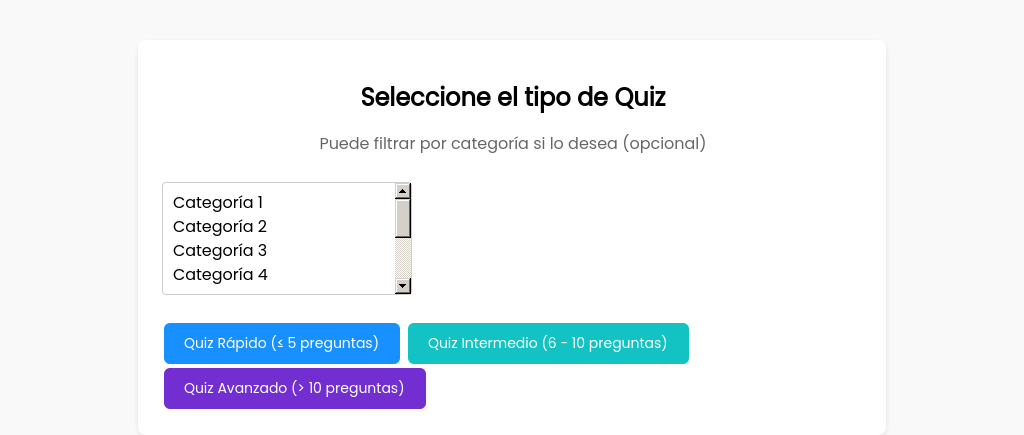 Seleccione el tipo de Quiz
Puede filtrar por categoría si lo desea (opcional)
Categoría 1
Categoría 2
Categoría 3
Categoría 4
Quiz Rápido (≤ 5 preguntas)
Quiz Intermedio (6 - 10 preguntas)
Quiz Avanzado (> 10 preguntas)